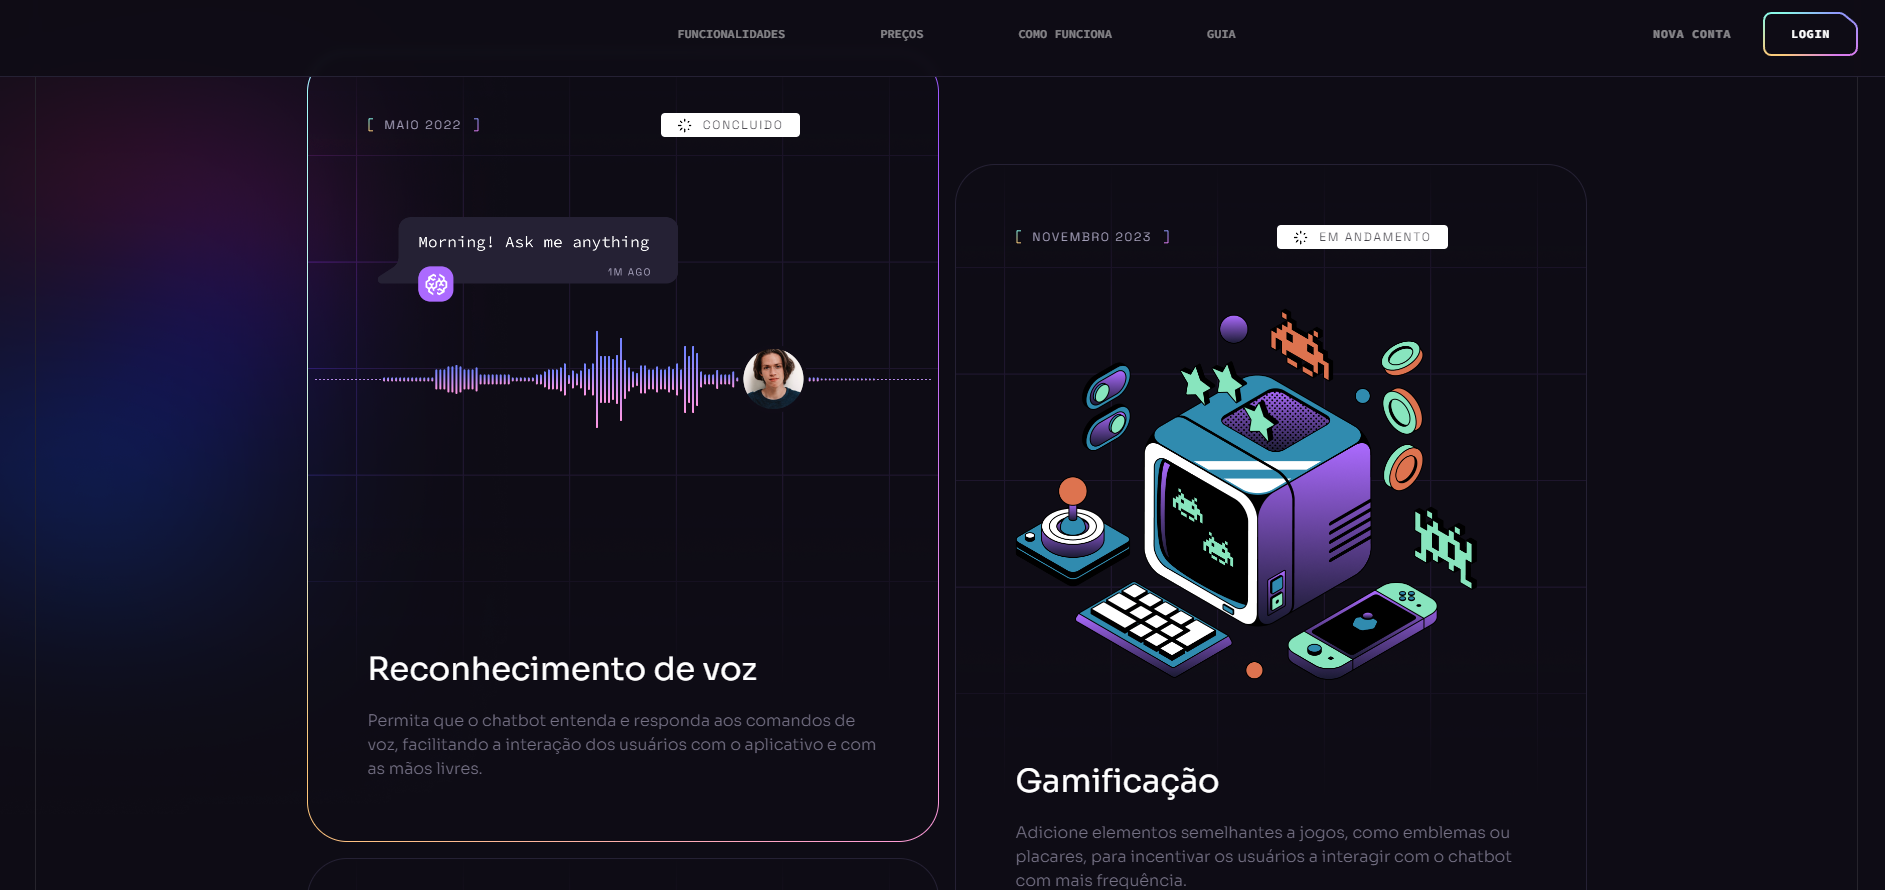 FUNCIONALIDADES
PREÇOS
COMO FUNCIONA
GUIA
NOVA CONTA
LOGIN
[ MAIO 2022 ]
CONCLUIDO
Morning! Ask me anything
1M AGO
Reconhecimento de voz
Permita que o chatbot entenda e responda aos comandos de
voz, facilitando a interação dos usuários com o aplicativo e com
as mãos livres.
[ NOVEMBRO 2023 ]
EM ANDAMENTO
Gamificação
Adicione elementos semelhantes a jogos, como emblemas ou
placares, para incentivar os usuários a interagir com o chatbot
com mais frequência.